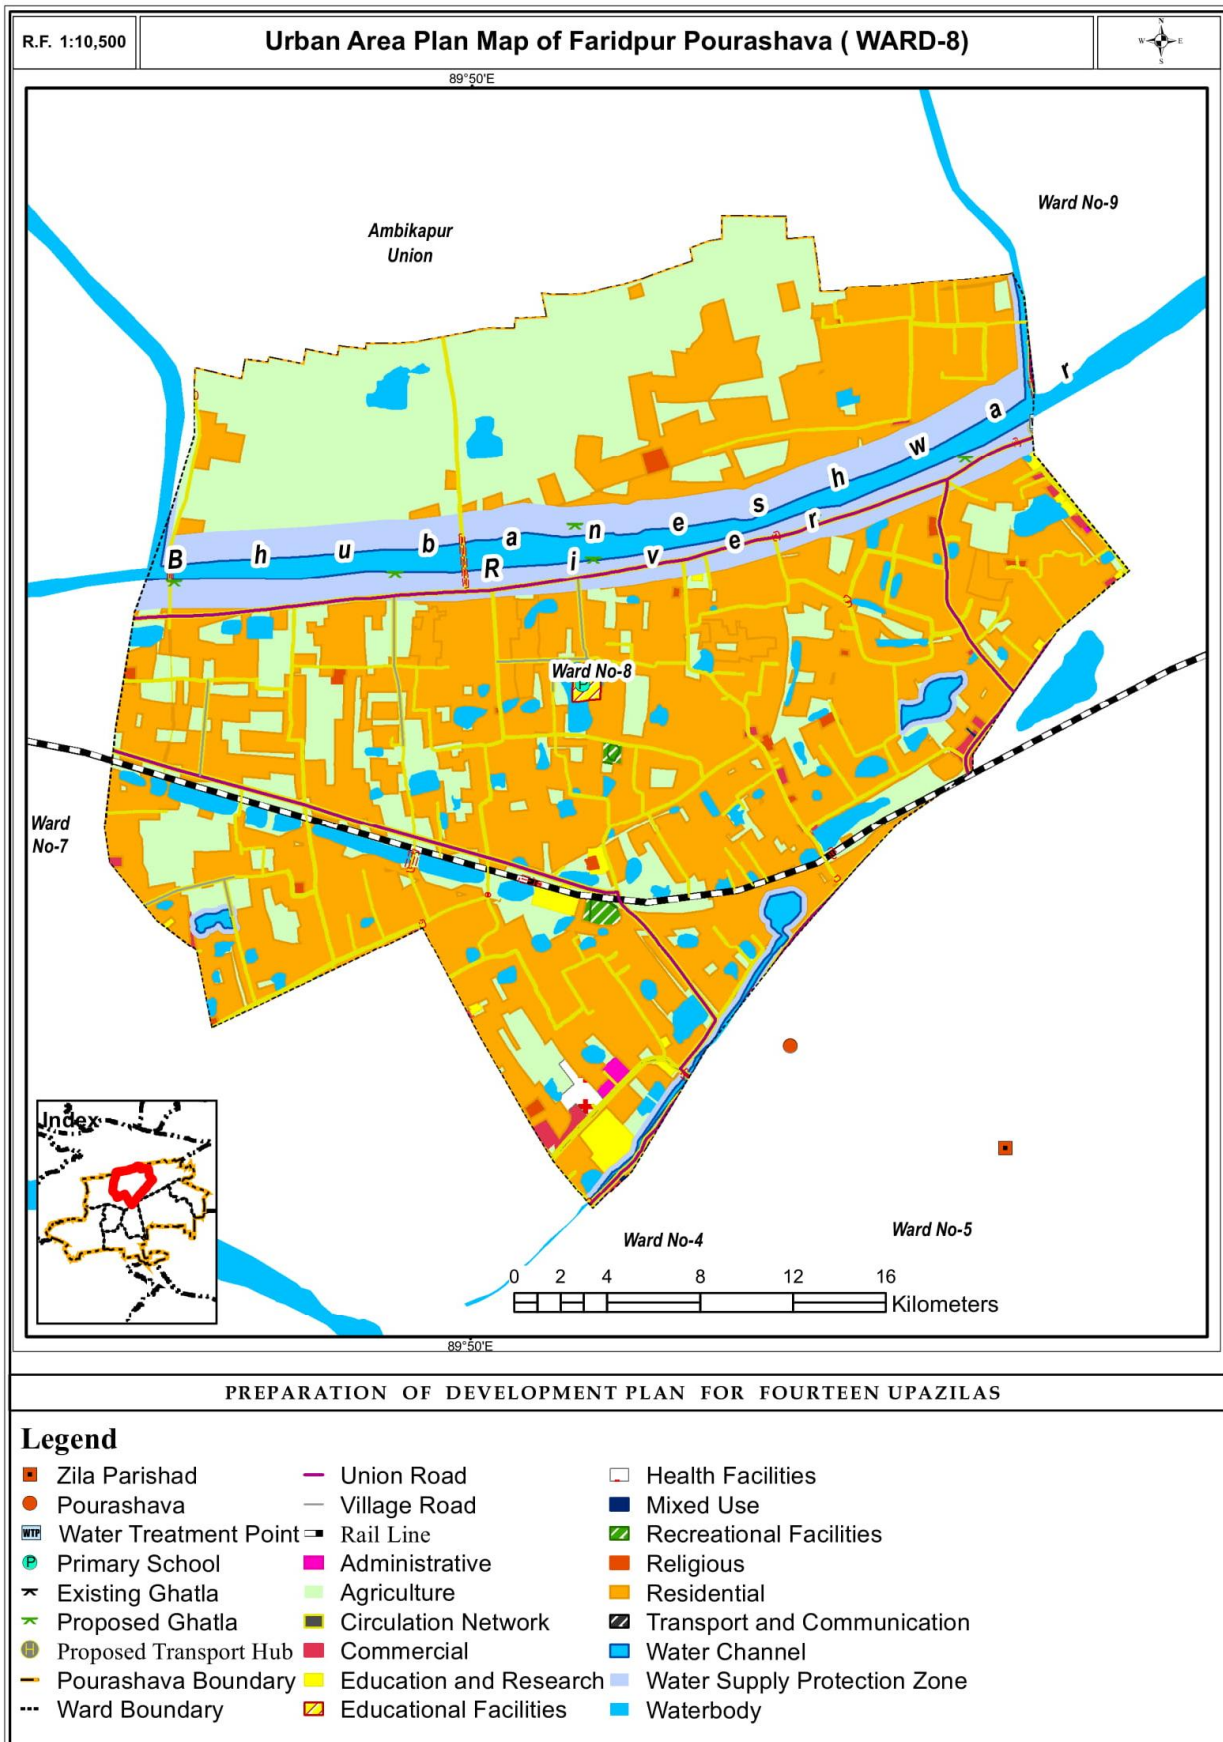 R.F. 1:10,500
Urban Area Plan Map of Faridpur Pourashava ( WARD-8)
N
W E
S
89°50'E
Ward No-9
Ambikapur
Union
Bhubaneshwar
River
Ward No-8
P
Ward
No-7
Index
Ward No-4
Ward No-5
0 2 4 8 12 16
Kilometers
89°50'E
PREPARATION OF DEVELOPMENT PLAN FOR FOURTEEN UPAZILAS
Legend
Zila Parishad
Pourashava
WTP Water Treatment Point
P Primary School
Existing Ghatla
Proposed Ghatla
H Proposed Transport Hub
Pourashava Boundary
Ward Boundary
Union Road
Village Road
Rail Line
Administrative
Agriculture
Circulation Network
Commercial
Education and Research
Educational Facilities
Health Facilities
Mixed Use
Recreational Facilities
Religious
Residential
Transport and Communication
Water Channel
Water Supply Protection Zone
Waterbody